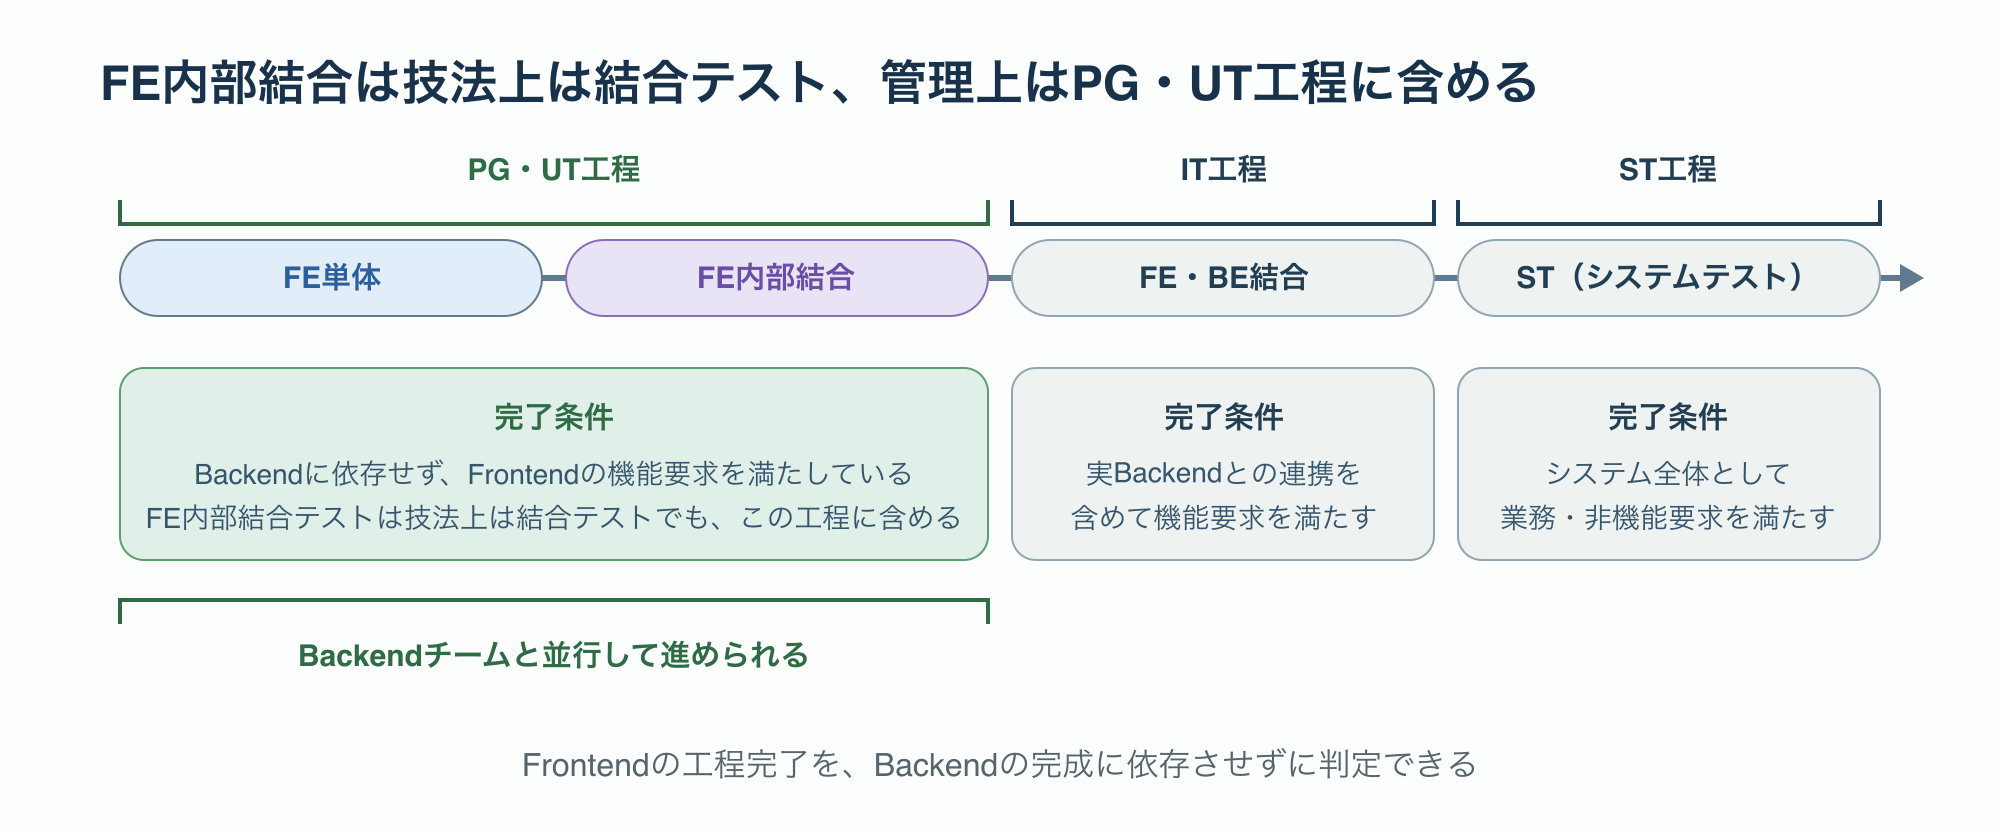 FE内部結合は技法上は結合テスト、管理上はPG・UT工程に含める
PG・UT工程
IT工程
ST工程
FE単体
FE内部結合
FE・BE結合
ST（システムテスト）
完了条件
Backendに依存せず、Frontendの機能要求を満たしている
FE内部結合テストは技法上は結合テストでも、この工程に含める
完了条件
実Backendとの連携を
含めて機能要求を満たす
完了条件
システム全体として
業務・非機能要求を満たす
Backendチームと並行して進められる
Frontendの工程完了を、Backendの完成に依存させずに判定できる